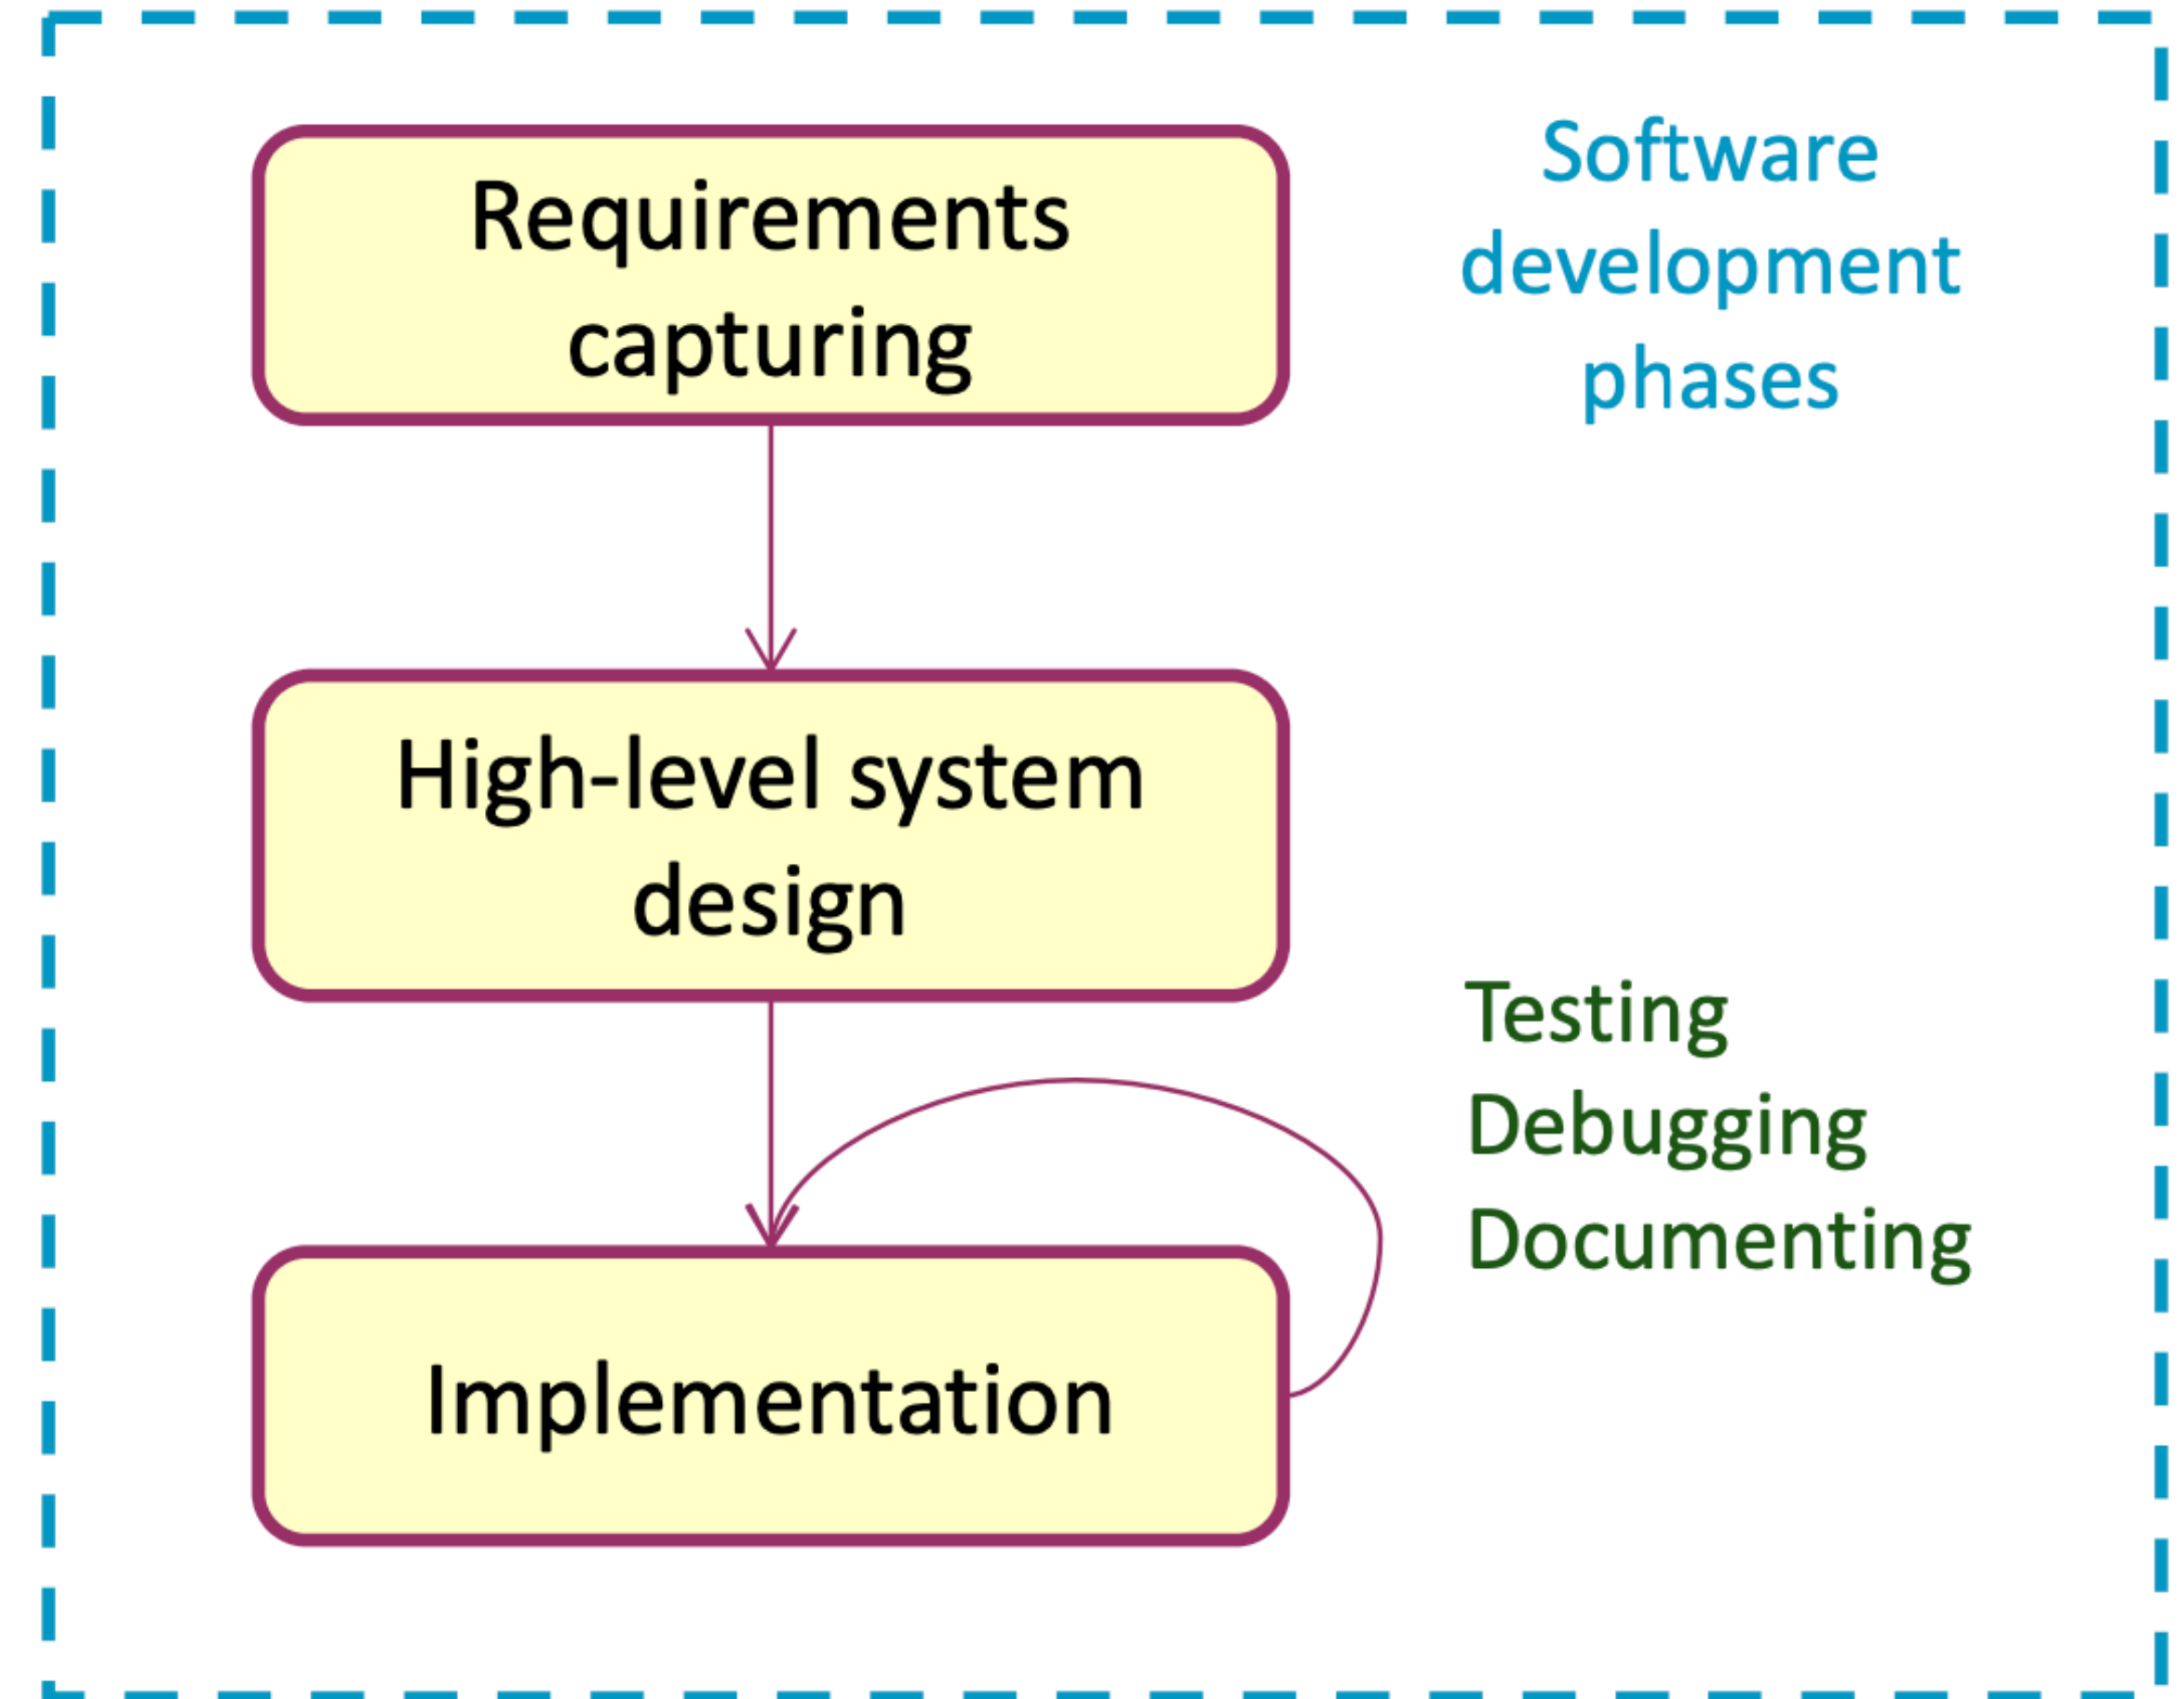 Requirements
capturing
Software
development
phases
High-level system
design
Testing
Debugging
Documenting
Implementation